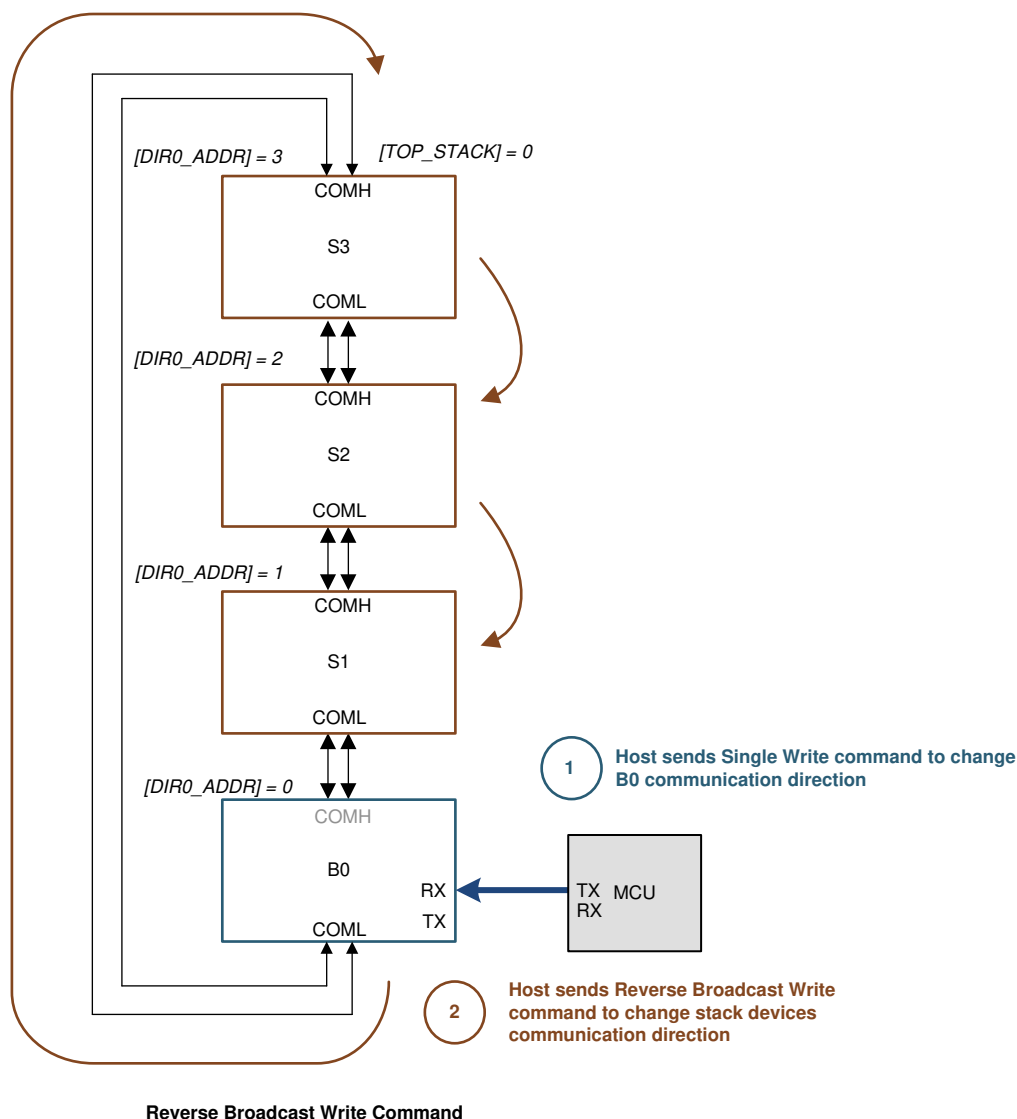 [DIR0_ADDR] = 3
[TOP_STACK] = 0
COMH
S3
COML
[DIR0_ADDR] = 2
COMH
S2
COML
[DIR0_ADDR] = 1
COMH
S1
COML
1
Host sends Single Write command to change
B0 communication direction
[DIR0_ADDR] = 0
COMH
B0
RX
TX
COML
TX
RX
MCU
2
Host sends Reverse Broadcast Write
command to change stack devices
communication direction
Reverse Broadcast Write Command